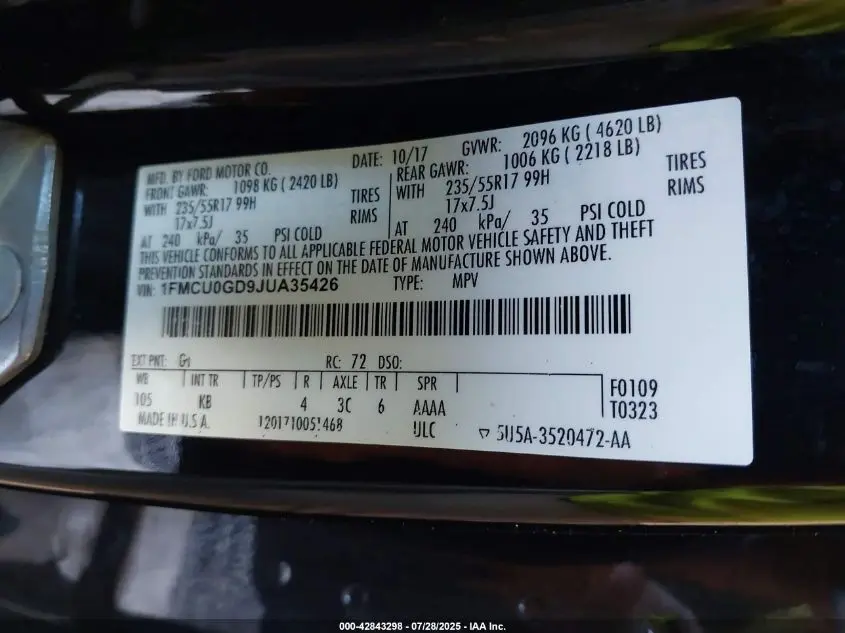 MFD. BY FORD MOTOR CO.
DATE: 10/17 GVWR: 2096 KG ( 4620 LB)
FRONT GAWR: 1098 KG ( 2420 LB) REAR GAWR: 1006 KG ( 2218 LB)
WITH 235/55R17 99H TIRES WITH 235/55R17 99H TIRES
17x7.5J RIMS 17x7.5J RIMS
AT 240 kPa/ 35 PSI COLD AT 240 kPa/ 35 PSI COLD
THIS VEHICLE CONFORMS TO ALL APPLICABLE FEDERAL MOTOR VEHICLE SAFETY AND THEFT
PREVENTION STANDARDS IN EFFECT ON THE DATE OF MANUFACTURE SHOWN ABOVE.
VIN: 1FMCU0GD9JUA35426 TYPE: MPV
EXT PNT: G1 RC: 72 DSO:
WB INT TR TP/PS R AXLE TR SPR
105 KB 4 3C 6 AAAA
F0109
T0323
MADE IN U.S.A. 1201710051468 ULC 5U5A-3520472-AA
000-42843298 - 07/28/2025 - IAA Inc.